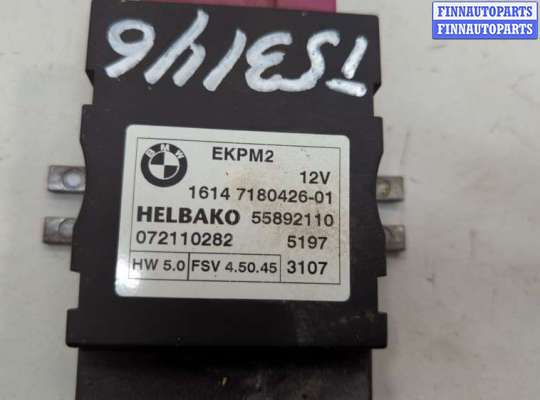 FINNAUTOPARTS
FINNAUTOPARTS
TS3146
BMW
EKPM2
12V
1614 7180426-01
HELBAKO 55892110
072110282 5197
HW 5.0 FSV 4.50.45 3107